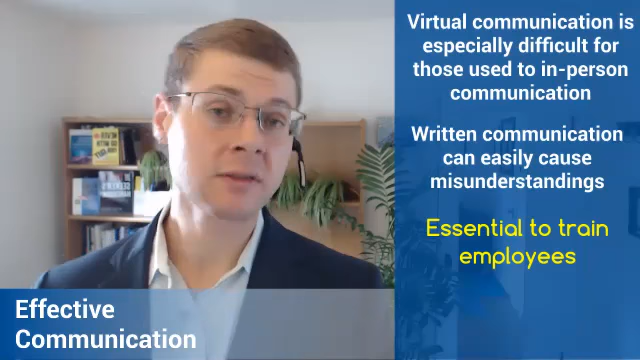 Virtual communication is
especially difficult for
those used to in-person
communication
Written communication
can easily cause
misunderstandings
Essential to train
employees
Effective
Communication